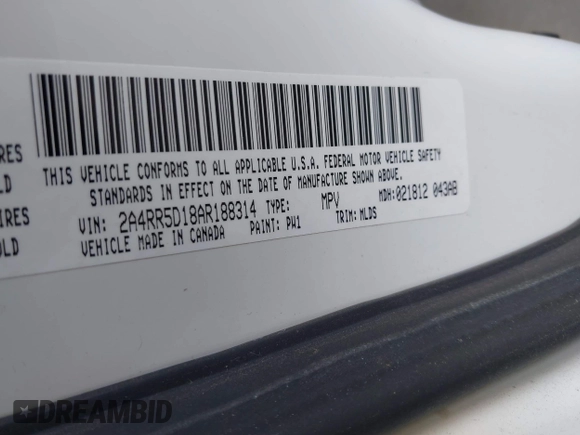 IRES
LD
IRES
OLD
THIS VEHICLE CONFORMS TO ALL APPLICABLE U.S.A. FEDERAL MOTOR VEHICLE SAFETY
STANDARDS IN EFFECT ON THE DATE OF MANUFACTURE SHOWN ABOVE.
VIN: 2A4RR5D18AR188314 TYPE: MPV MDH:021812 043AB
VEHICLE MADE IN CANADA PAINT: PW1 TRIM: MLDS
DREAMBID